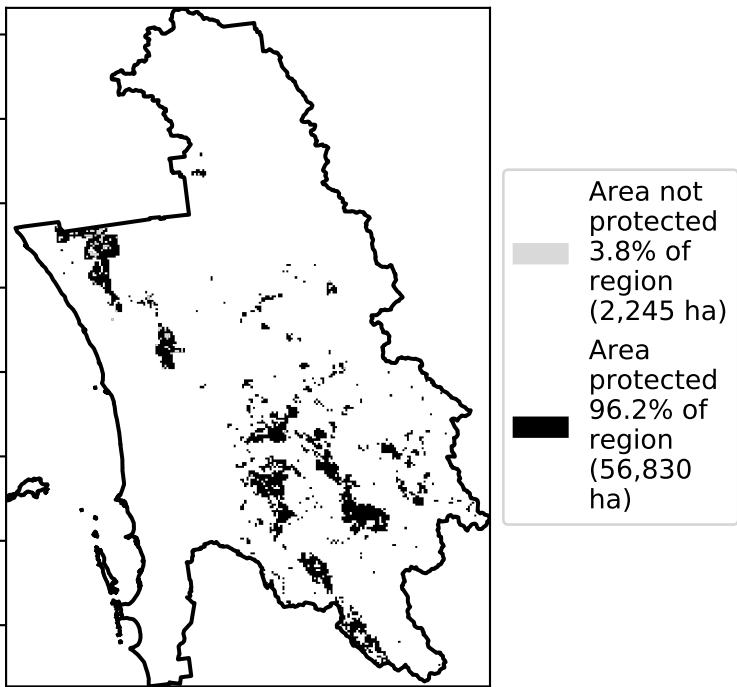 Area not
protected
3.8% of
region
(2,245 ha)
Area
protected
96.2% of
region
(56,830
ha)